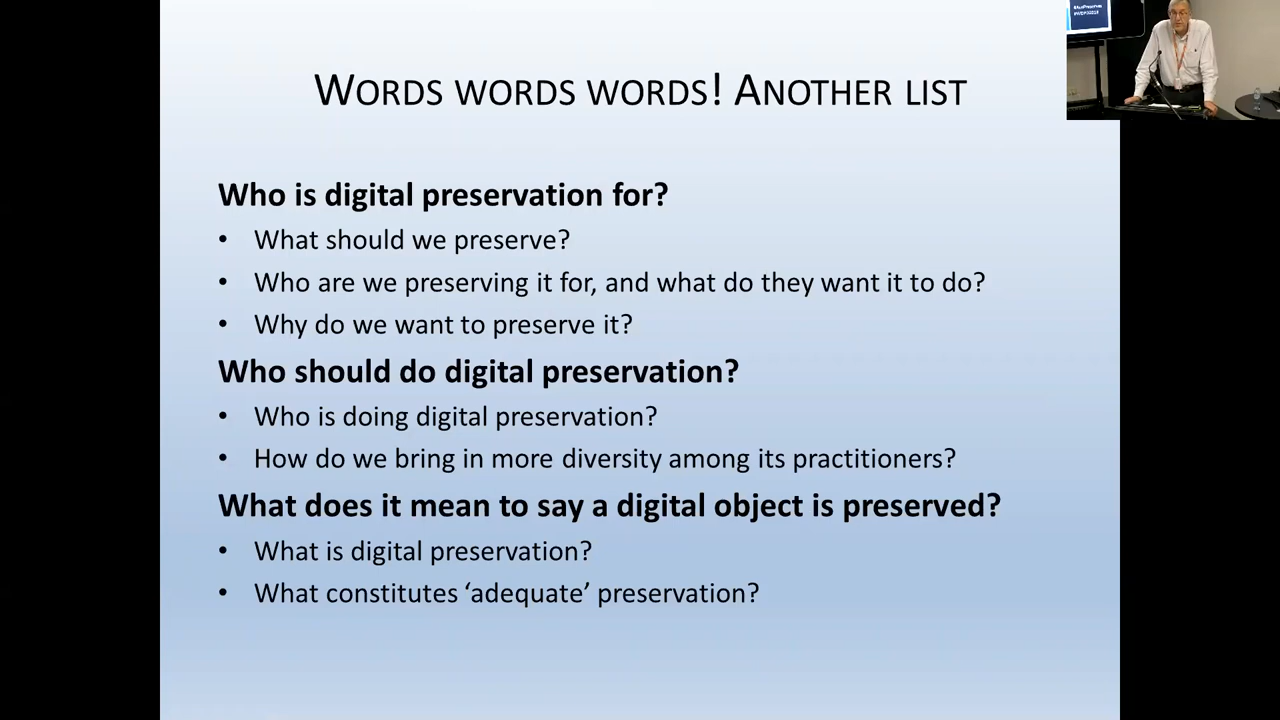 WORDS WORDS WORDS! ANOTHER LIST
Who is digital preservation for?
• What should we preserve?
• Who are we preserving it for, and what do they want it to do?
• Why do we want to preserve it?
Who should do digital preservation?
• Who is doing digital preservation?
• How do we bring in more diversity among its practitioners?
What does it mean to say a digital object is preserved?
• What is digital preservation?
• What constitutes ‘adequate’ preservation?